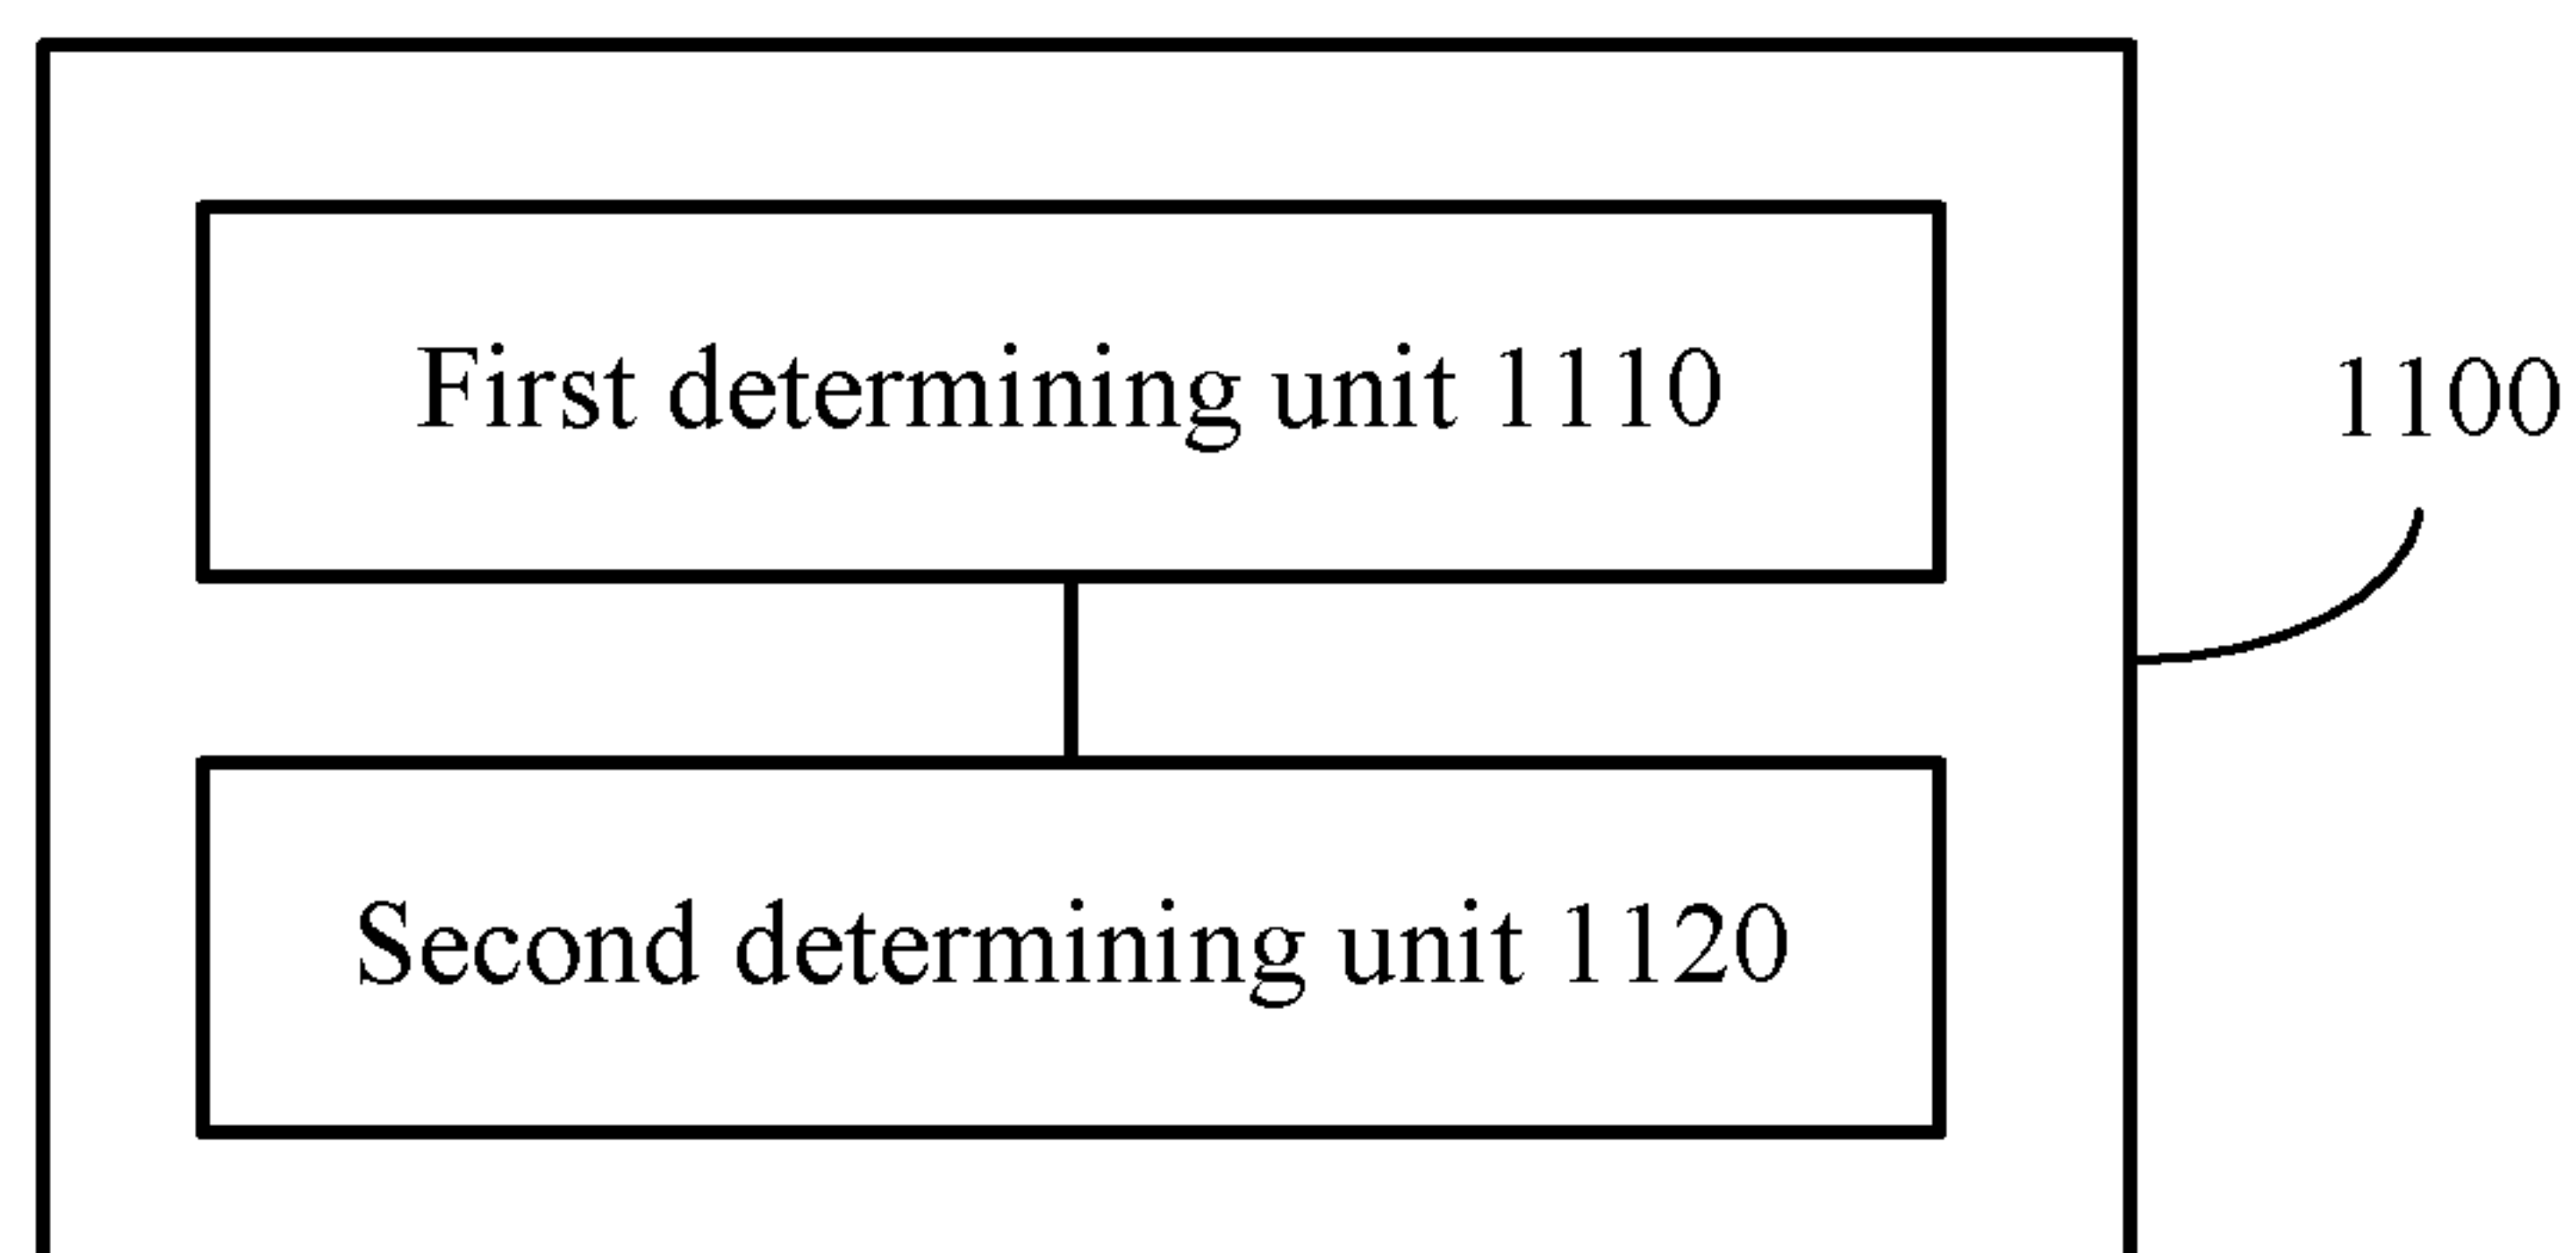 First determining unit 1110
1100
Second determining unit 1120